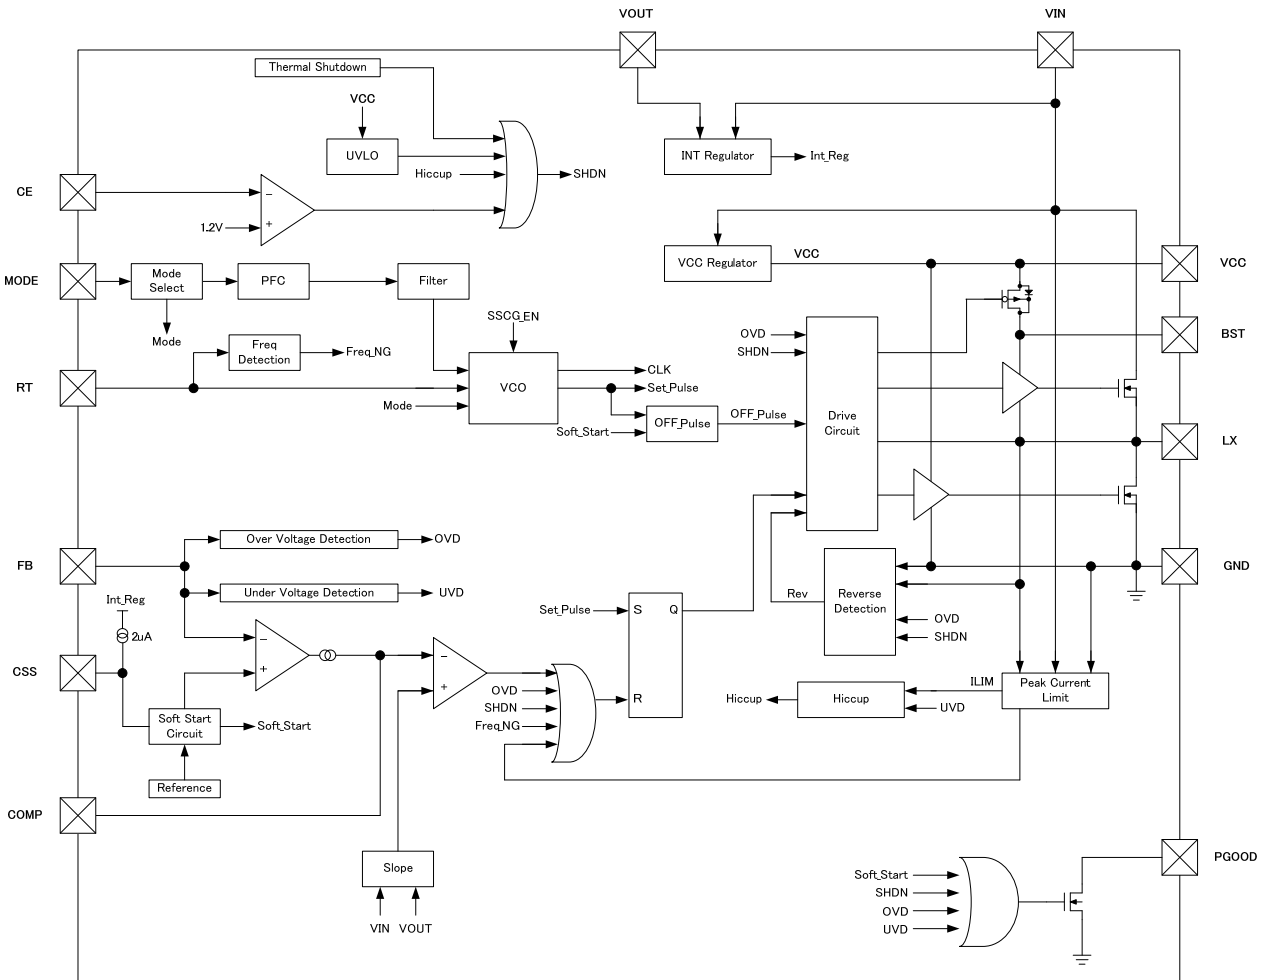 VOUT
VIN
Thermal Shutdown
VCC
UVLO
Hiccup
SHDN
INT Regulator
Int_Reg
CE
−
1.2V
+
VCC Regulator
VCC
VCC
MODE
Mode
Select
PFC
Filter
Mode
SSCG_EN
BST
Freq
Detection
Freq_NG
OVD
SHDN
RT
VCO
CLK
Set_Pulse
Mode
Soft_Start
OFF_Pulse
OFF_Pulse
Drive
Circuit
LX
FB
Over Voltage Detection
OVD
Under Voltage Detection
UVD
GND
Int_Reg
2uA
Set_Pulse
S
Q
R
Rev
Reverse
Detection
OVD
SHDN
CSS
−
+
−
+
OVD
SHDN
Freq_NG
Soft Start
Circuit
Soft_Start
Reference
Hiccup
Hiccup
ILIM
UVD
Peak Current
Limit
COMP
Slope
VIN
VOUT
PGOOD
Soft_Start
SHDN
OVD
UVD